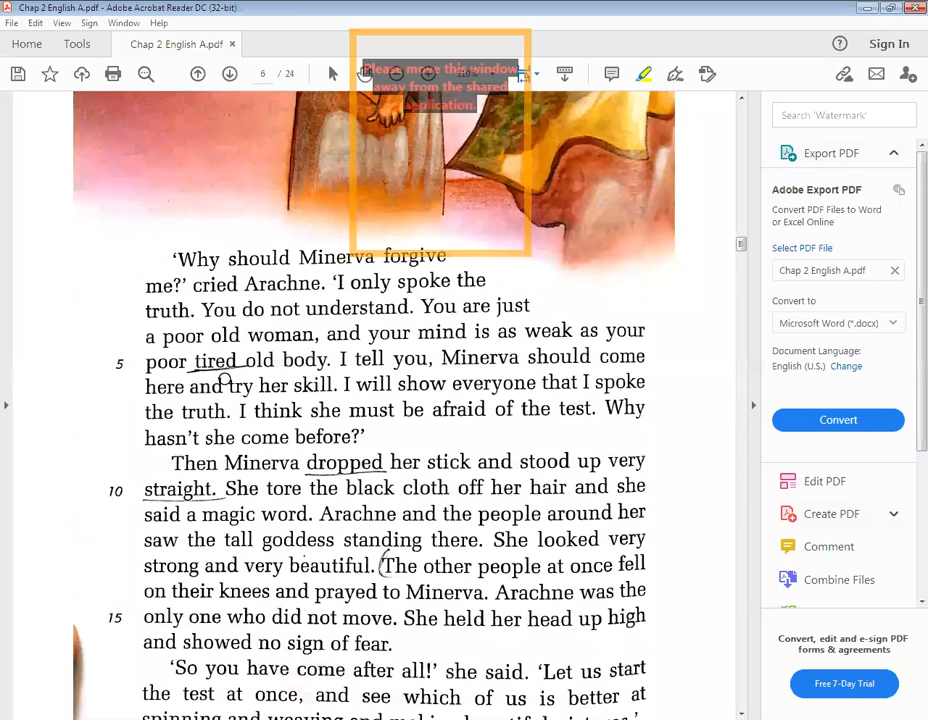 Chap 2 English A.pdf - Adobe Acrobat Reader DC (32-bit)
File Edit View Sign Window Help
Home Tools Chap 2 English A.pdf × Sign In
6 / 24
Please move this window
away from the shared
application.
Search 'Watermark'
Export PDF
Adobe Export PDF
Convert PDF Files to Word
or Excel Online
Select PDF File
Chap 2 English A.pdf
Convert to
Microsoft Word (*.docx)
Document Language:
English (U.S.) Change
Convert
Edit PDF
Create PDF
Comment
Combine Files
Convert, edit and e-sign PDF
forms & agreements
Free 7-Day Trial
'Why should Minerva forgive
me?' cried Arachne. 'I only spoke the
truth. You do not understand. You are just
a poor old woman, and your mind is as weak as your
5 poor tired old body. I tell you, Minerva should come
here and try her skill. I will show everyone that I spoke
the truth. I think she must be afraid of the test. Why
hasn't she come before?'
Then Minerva dropped her stick and stood up very
10 straight. She tore the black cloth off her hair and she
said a magic word. Arachne and the people around her
saw the tall goddess standing there. She looked very
strong and very beautiful. (The other people at once fell
on their knees and prayed to Minerva. Arachne was the
15 only one who did not move. She held her head up high
and showed no sign of fear.
'So you have come after all!' she said. 'Let us start
the test at once, and see which of us is better at